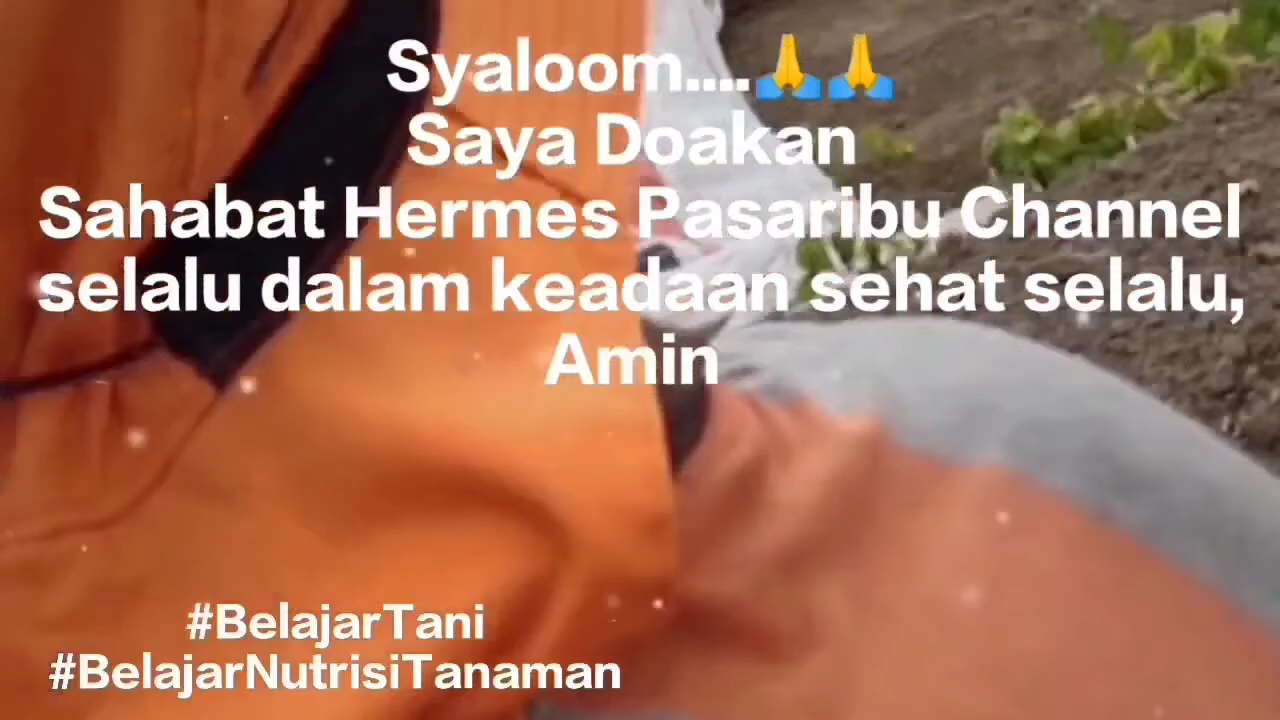 Syaloom....🙏🙏
Saya Doakan
Sahabat Hermes Pasaribu Channel
selalu dalam keadaan sehat selalu,
Amin
#BelajarTani
#BelajarNutrisiTanaman